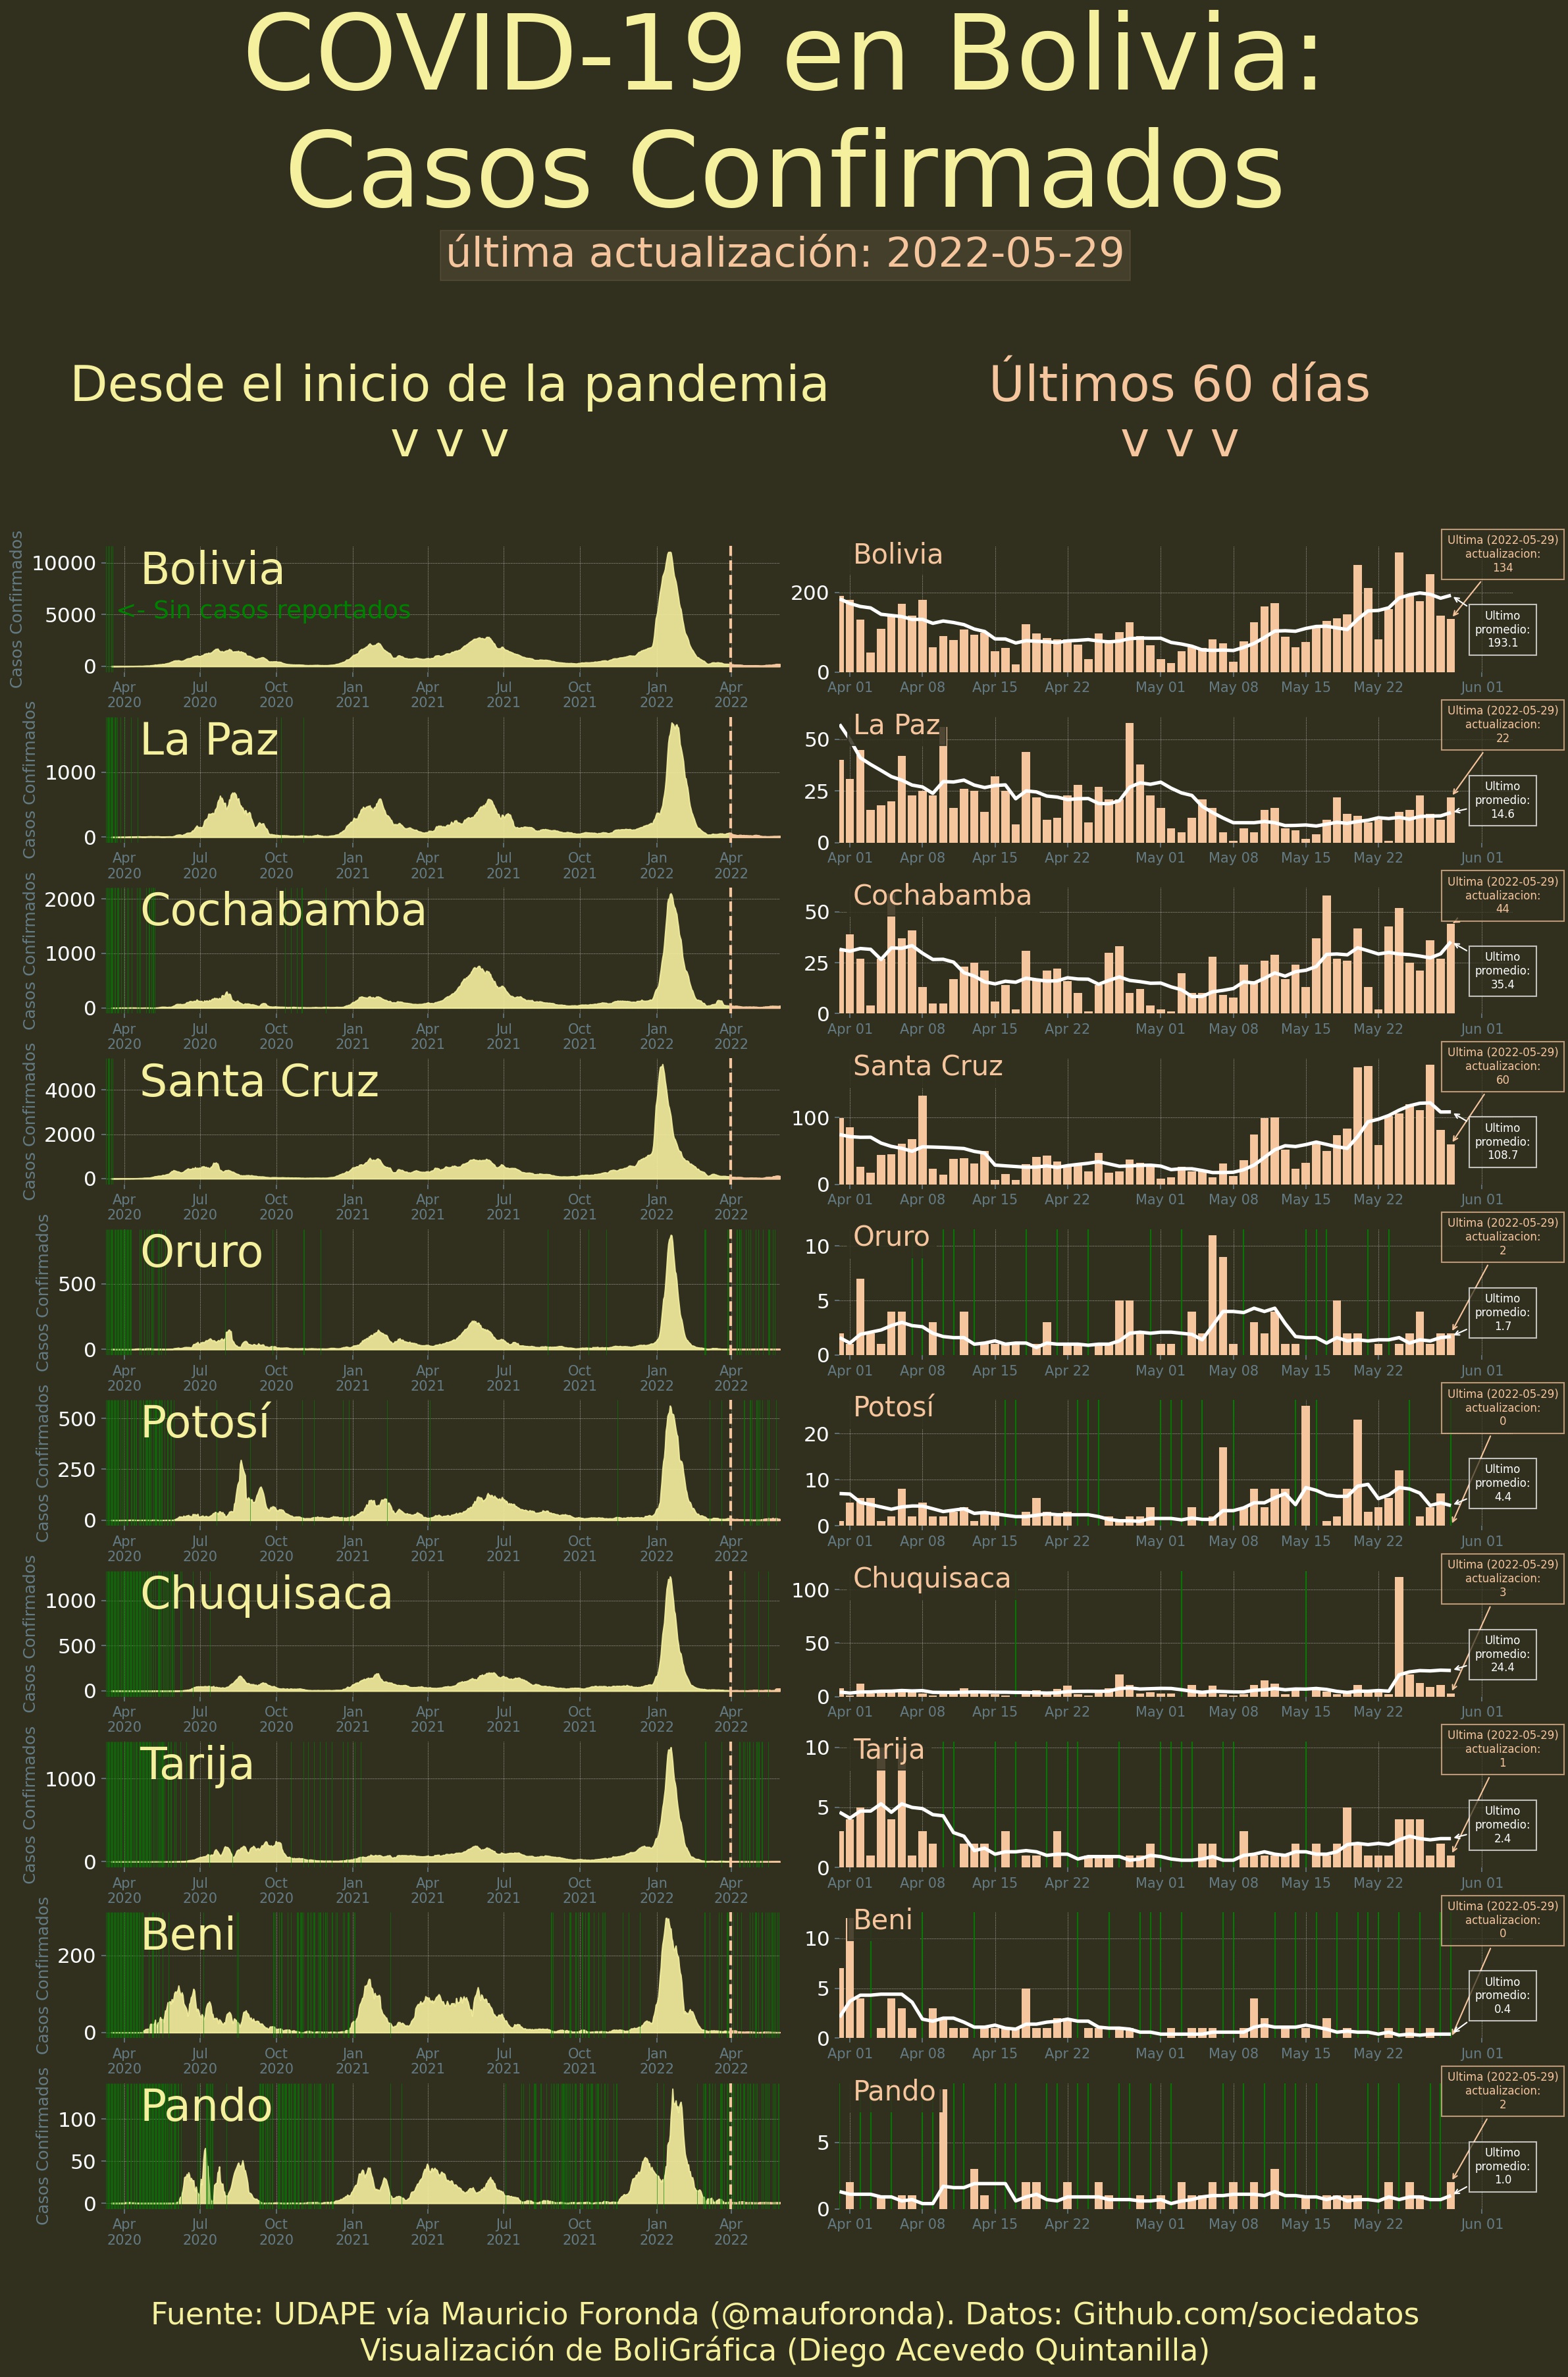 COVID-19 en Bolivia:
Casos Confirmados
última actualización: 2022-05-29
Desde el inicio de la pandemia
v v v
Últimos 60 días
v v v
Casos Confirmados
10000
5000
0
Bolivia
<- Sin casos reportados
Apr Jul Oct Jan Apr Jul Oct Jan Apr
2020 2020 2020 2021 2021 2021 2021 2022 2022
200
0
Bolivia
Apr 01 Apr 08 Apr 15 Apr 22 May 01 May 08 May 15 May 22 Jun 01
Ultima (2022-05-29)
actualizacion:
134
Ultimo
promedio:
193.1
Casos Confirmados
1000
0
La Paz
Apr Jul Oct Jan Apr Jul Oct Jan Apr
2020 2020 2020 2021 2021 2021 2021 2022 2022
50
25
0
La Paz
Apr 01 Apr 08 Apr 15 Apr 22 May 01 May 08 May 15 May 22 Jun 01
Ultima (2022-05-29)
actualizacion:
22
Ultimo
promedio:
14.6
Casos Confirmados
2000
1000
0
Cochabamba
Apr Jul Oct Jan Apr Jul Oct Jan Apr
2020 2020 2020 2021 2021 2021 2021 2022 2022
50
25
0
Cochabamba
Apr 01 Apr 08 Apr 15 Apr 22 May 01 May 08 May 15 May 22 Jun 01
Ultima (2022-05-29)
actualizacion:
44
Ultimo
promedio:
35.4
Casos Confirmados
4000
2000
0
Santa Cruz
Apr Jul Oct Jan Apr Jul Oct Jan Apr
2020 2020 2020 2021 2021 2021 2021 2022 2022
100
0
Santa Cruz
Apr 01 Apr 08 Apr 15 Apr 22 May 01 May 08 May 15 May 22 Jun 01
Ultima (2022-05-29)
actualizacion:
60
Ultimo
promedio:
108.7
Casos Confirmados
500
0
Oruro
Apr Jul Oct Jan Apr Jul Oct Jan Apr
2020 2020 2020 2021 2021 2021 2021 2022 2022
10
5
0
Oruro
Apr 01 Apr 08 Apr 15 Apr 22 May 01 May 08 May 15 May 22 Jun 01
Ultima (2022-05-29)
actualizacion:
2
Ultimo
promedio:
1.7
Casos Confirmados
500
250
0
Potosí
Apr Jul Oct Jan Apr Jul Oct Jan Apr
2020 2020 2020 2021 2021 2021 2021 2022 2022
20
10
0
Potosí
Apr 01 Apr 08 Apr 15 Apr 22 May 01 May 08 May 15 May 22 Jun 01
Ultima (2022-05-29)
actualizacion:
0
Ultimo
promedio:
4.4
Casos Confirmados
1000
500
0
Chuquisaca
Apr Jul Oct Jan Apr Jul Oct Jan Apr
2020 2020 2020 2021 2021 2021 2021 2022 2022
100
50
0
Chuquisaca
Apr 01 Apr 08 Apr 15 Apr 22 May 01 May 08 May 15 May 22 Jun 01
Ultima (2022-05-29)
actualizacion:
3
Ultimo
promedio:
24.4
Casos Confirmados
1000
0
Tarija
Apr Jul Oct Jan Apr Jul Oct Jan Apr
2020 2020 2020 2021 2021 2021 2021 2022 2022
10
5
0
Tarija
Apr 01 Apr 08 Apr 15 Apr 22 May 01 May 08 May 15 May 22 Jun 01
Ultima (2022-05-29)
actualizacion:
1
Ultimo
promedio:
2.4
Casos Confirmados
200
0
Beni
Apr Jul Oct Jan Apr Jul Oct Jan Apr
2020 2020 2020 2021 2021 2021 2021 2022 2022
10
5
0
Beni
Apr 01 Apr 08 Apr 15 Apr 22 May 01 May 08 May 15 May 22 Jun 01
Ultima (2022-05-29)
actualizacion:
0
Ultimo
promedio:
0.4
Casos Confirmados
100
50
0
Pando
Apr Jul Oct Jan Apr Jul Oct Jan Apr
2020 2020 2020 2021 2021 2021 2021 2022 2022
5
0
Pando
Apr 01 Apr 08 Apr 15 Apr 22 May 01 May 08 May 15 May 22 Jun 01
Ultima (2022-05-29)
actualizacion:
2
Ultimo
promedio:
1.0
Fuente: UDAPE vía Mauricio Foronda (@mauforonda). Datos: Github.com/sociedatos
Visualización de BoliGráfica (Diego Acevedo Quintanilla)